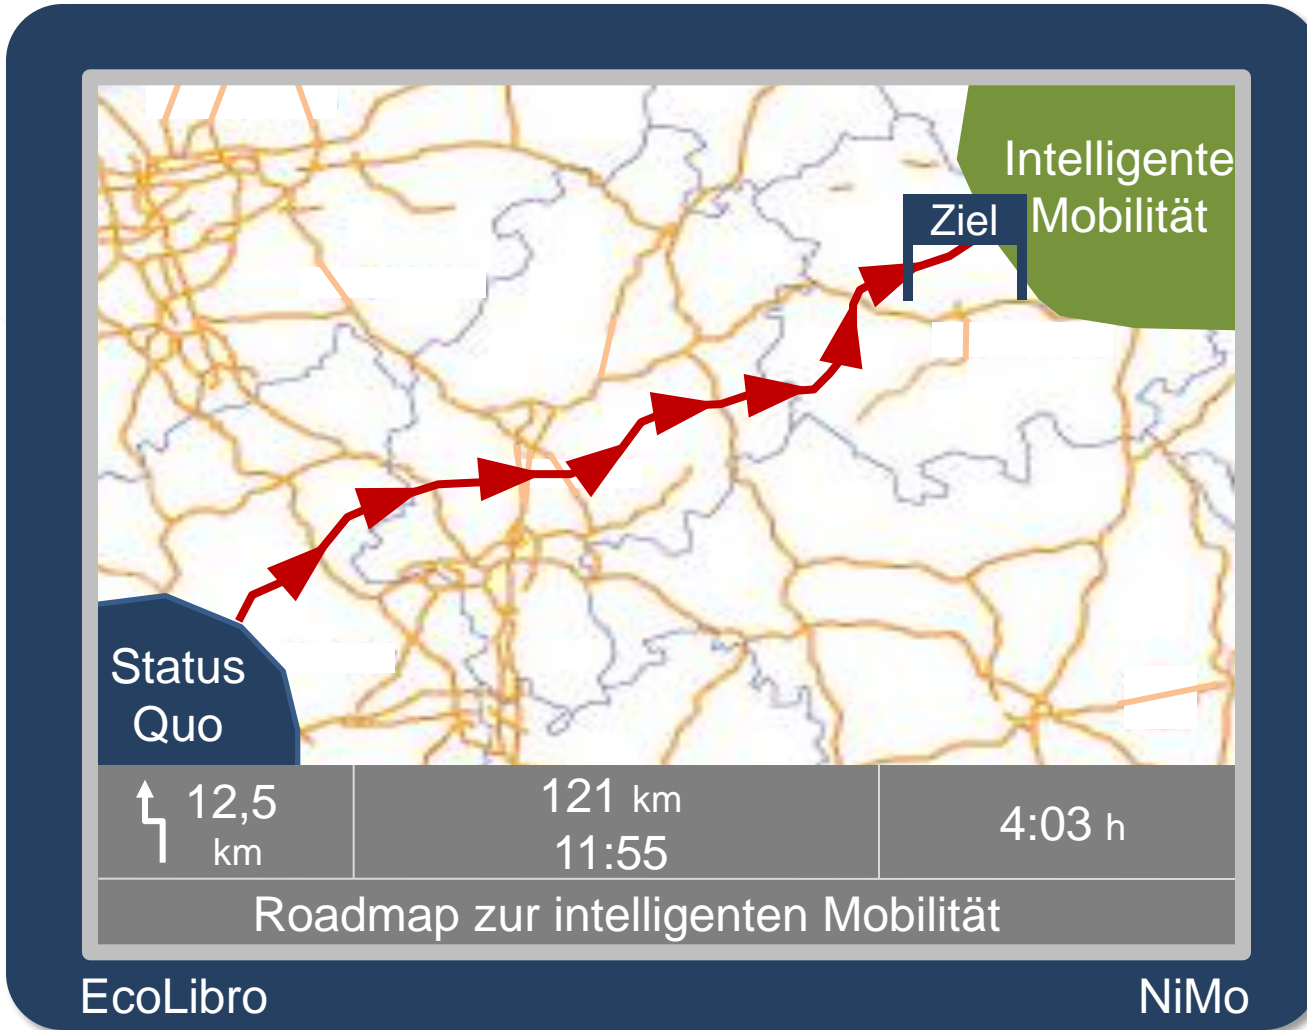 Intelligente
Mobilität
Ziel
Status
Quo
12,5
km
121 km
11:55
4:03 h
Roadmap zur intelligenten Mobilität
EcoLibro
NiMo